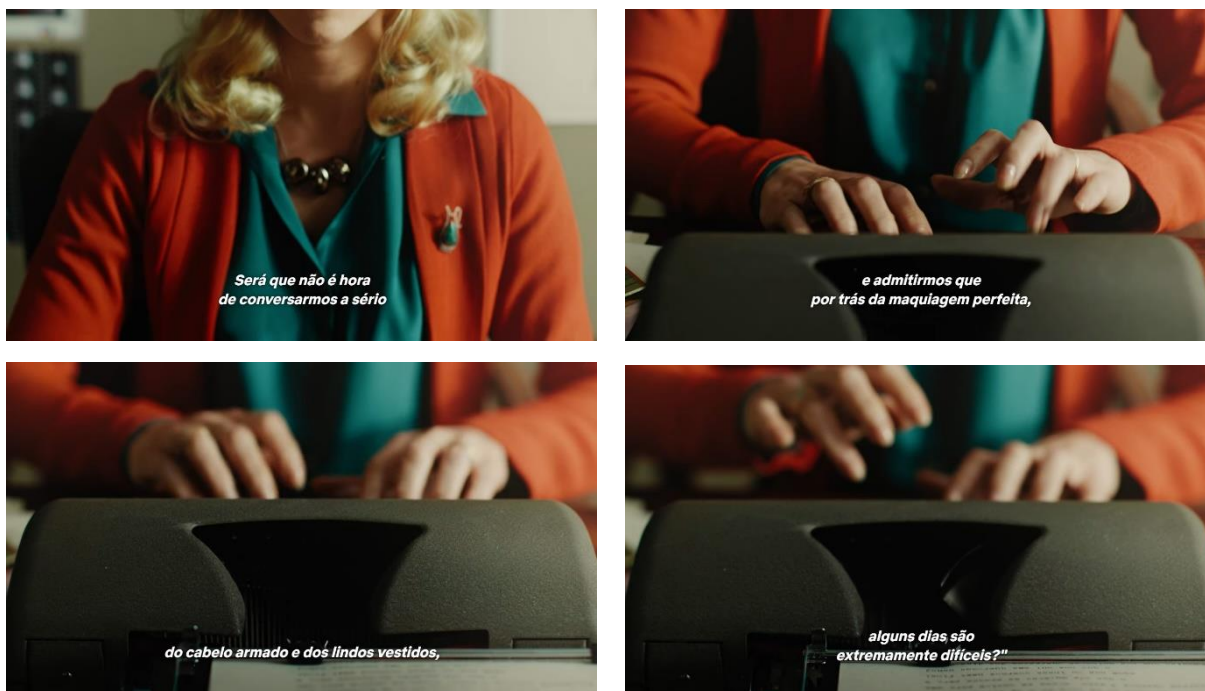 Será que não é hora
de conversarmos a sério
e admitirmos que
por trás da maquiagem perfeita,
do cabelo armado e dos lindos vestidos,
alguns dias são
extremamente difíceis?"